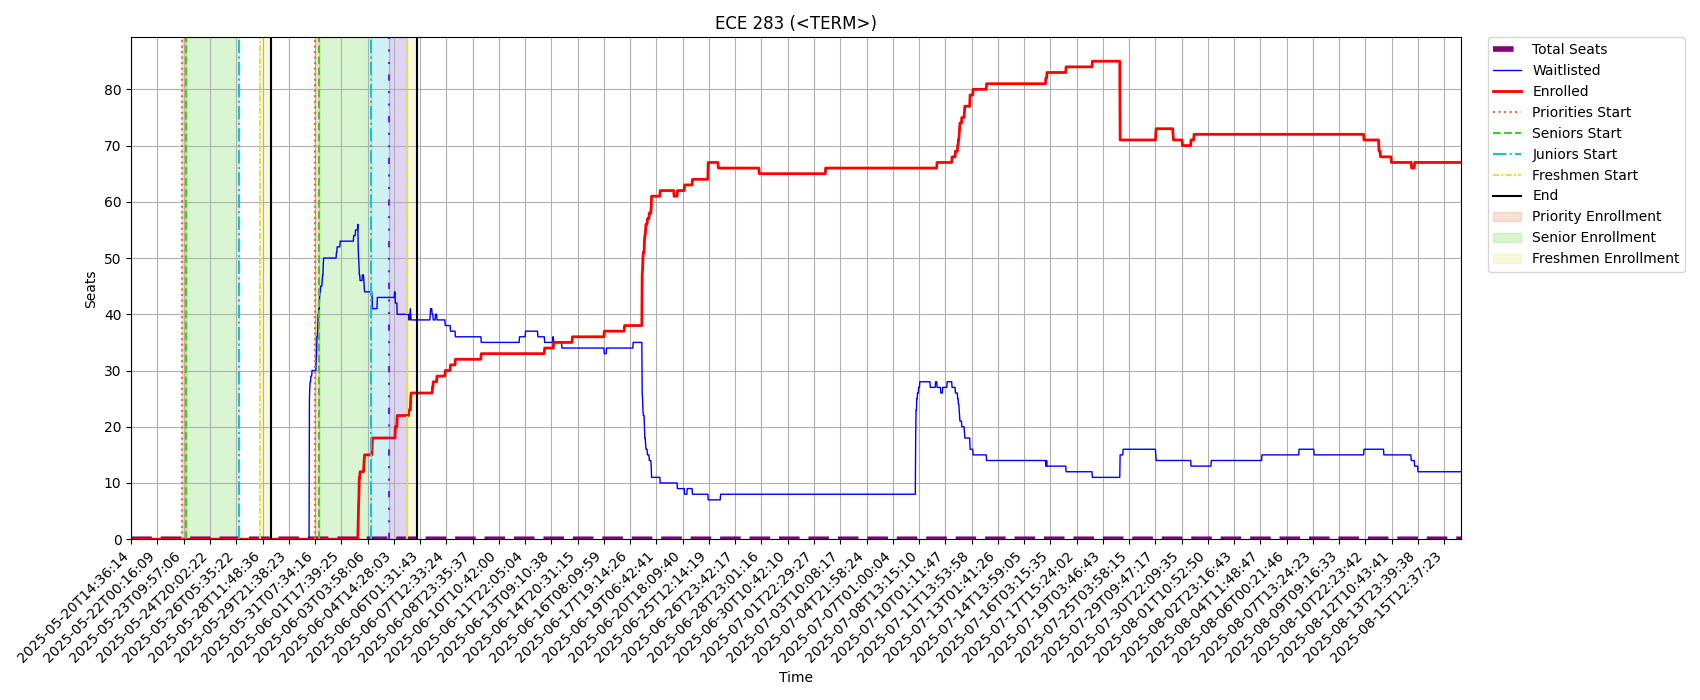 ECE 283 (<TERM>)
Total Seats
Waitlisted
Enrolled
Priorities Start
Seniors Start
Juniors Start
Freshmen Start
End
Priority Enrollment
Senior Enrollment
Freshmen Enrollment
Seats
80
70
60
50
40
30
20
10
0
2025-05-20T14:36:14
2025-05-22T00:16:09
2025-05-23T09:57:06
2025-05-24T20:02:22
2025-05-26T05:35:22
2025-05-28T11:48:36
2025-05-29T21:38:23
2025-05-31T07:34:16
2025-06-01T17:39:25
2025-06-03T03:58:06
2025-06-04T14:28:03
2025-06-06T01:31:43
2025-06-07T12:33:24
2025-06-08T23:35:37
2025-06-10T10:42:00
2025-06-11T22:05:04
2025-06-13T09:10:38
2025-06-14T20:31:15
2025-06-16T08:09:59
2025-06-17T19:14:26
2025-06-19T06:42:41
2025-06-20T18:09:40
2025-06-25T12:14:19
2025-06-26T23:42:17
2025-06-28T23:01:16
2025-06-30T10:42:10
2025-07-01T22:29:27
2025-07-03T10:08:17
2025-07-04T21:58:24
2025-07-07T01:00:04
2025-07-08T13:15:10
2025-07-10T01:11:47
2025-07-11T13:53:58
2025-07-13T01:41:26
2025-07-14T13:59:05
2025-07-16T03:15:35
2025-07-17T15:24:02
2025-07-19T03:46:43
2025-07-25T03:58:15
2025-07-29T09:47:17
2025-07-30T22:09:35
2025-08-01T10:52:50
2025-08-02T23:16:43
2025-08-04T11:48:47
2025-08-06T00:21:46
2025-08-07T13:24:23
2025-08-09T09:16:33
2025-08-10T22:23:42
2025-08-12T10:43:41
2025-08-13T23:39:38
2025-08-15T12:37:23
Time